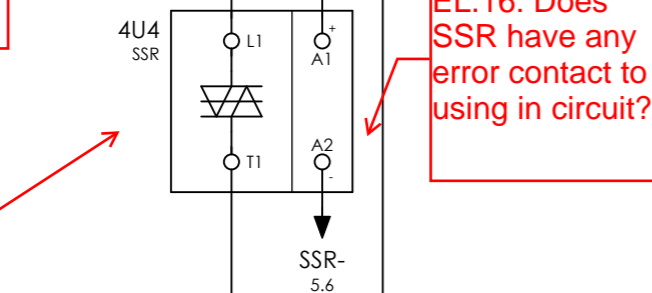 EL.16. Does
SSR have any
error contact to
using in circuit?
4U4
SSR
L1
+
A1
T1
A2
-
SSR-
5.6